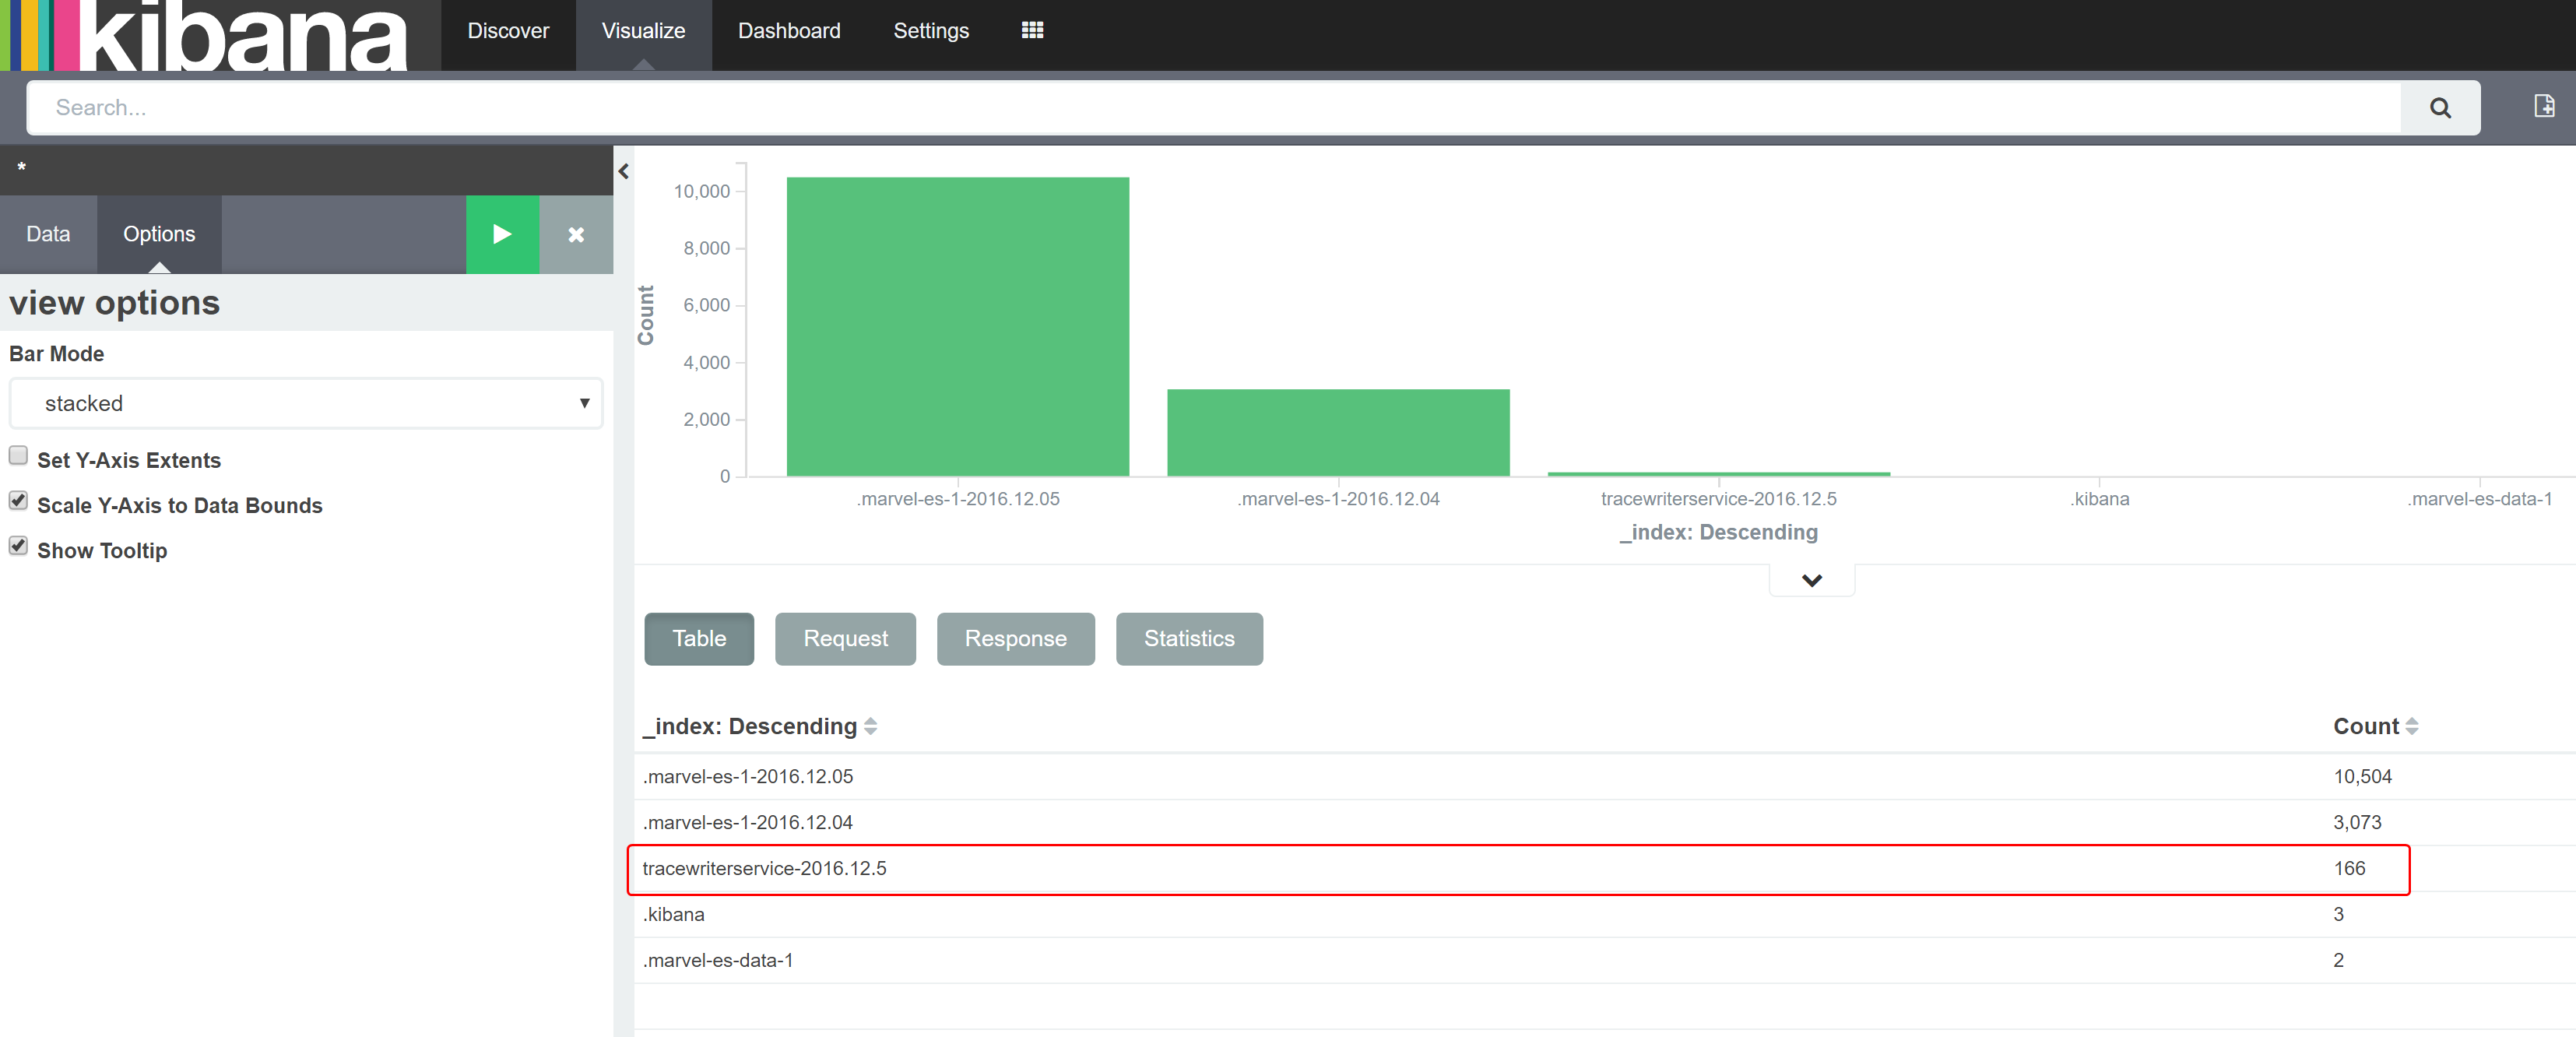 kibana
Discover Visualize Dashboard Settings
Search...
*
Data Options
view options
Bar Mode
stacked
Set Y-Axis Extents
Scale Y-Axis to Data Bounds
Show Tooltip
Count
10,000
8,000
6,000
4,000
2,000
0
.marvel-es-1-2016.12.05 .marvel-es-1-2016.12.04 tracewriterservice-2016.12.5 .kibana .marvel-es-data-1
_index: Descending
Table Request Response Statistics
_index: Descending Count
.marvel-es-1-2016.12.05 10,504
.marvel-es-1-2016.12.04 3,073
tracewriterservice-2016.12.5 166
.kibana 3
.marvel-es-data-1 2